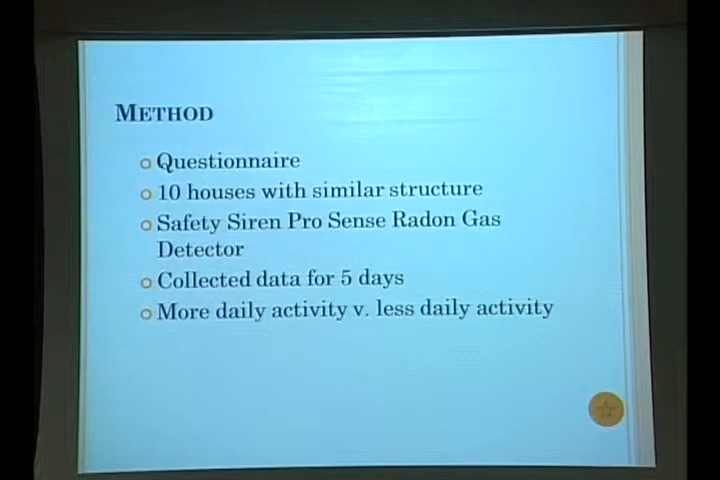 METHOD
Questionnaire
10 houses with similar structure
Safety Siren Pro Sense Radon Gas
Detector
Collected data for 5 days
More daily activity v. less daily activity